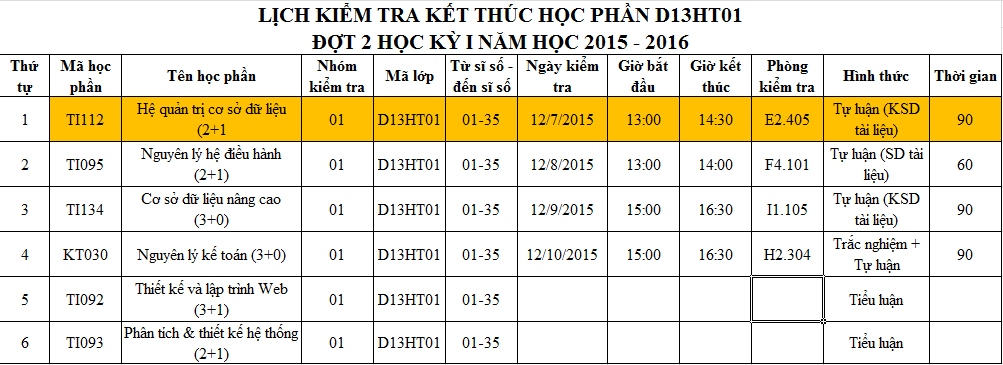 LỊCH KIỂM TRA KẾT THÚC HỌC PHẦN D13HT01
ĐỢT 2 HỌC KỲ I NĂM HỌC 2015 - 2016
Thứ tự Mã học phần Tên học phần Nhóm kiểm tra Mã lớp Từ sĩ số - đến sĩ số Ngày kiểm tra Giờ bắt đầu Giờ kết thúc Phòng kiểm tra Hình thức Thời gian
1 TI112 Hệ quản trị cơ sở dữ liệu (2+1 01 D13HT01 01-35 12/7/2015 13:00 14:30 E2.405 Tự luận (KSD tài liệu) 90
2 TI095 Nguyên lý hệ điều hành (2+1) 01 D13HT01 01-35 12/8/2015 13:00 14:00 F4.101 Tự luận (SD tài liệu) 60
3 TI134 Cơ sở dữ liệu nâng cao (3+0) 01 D13HT01 01-35 12/9/2015 15:00 16:30 I1.105 Tự luận (KSD tài liệu) 90
4 KT030 Nguyên lý kế toán (3+0) 01 D13HT01 01-35 12/10/2015 15:00 16:30 H2.304 Trắc nghiệm + Tự luận 90
5 TI092 Thiết kế và lập trình Web (3+1) 01 D13HT01 01-35 Tiểu luận
6 TI093 Phân tích & thiết kế hệ thống (2+1) 01 D13HT01 01-35 Tiểu luận